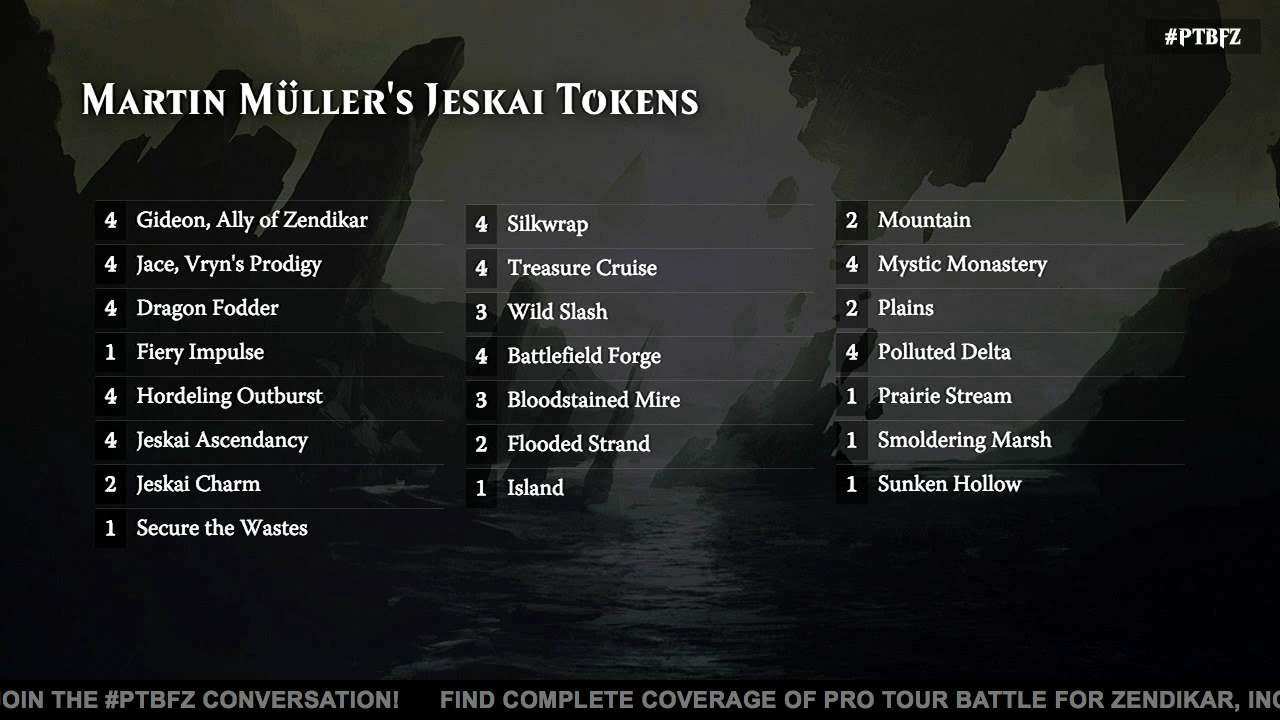 #PTBFZ
Martin Müller's Jeskai Tokens
4 Gideon, Ally of Zendikar
4 Jace, Vryn's Prodigy
4 Dragon Fodder
1 Fiery Impulse
4 Hordeling Outburst
4 Jeskai Ascendancy
2 Jeskai Charm
1 Secure the Wastes
4 Silkwrap
4 Treasure Cruise
3 Wild Slash
4 Battlefield Forge
3 Bloodstained Mire
2 Flooded Strand
1 Island
2 Mountain
4 Mystic Monastery
2 Plains
4 Polluted Delta
1 Prairie Stream
1 Smoldering Marsh
1 Sunken Hollow
OIN THE #PTBFZ CONVERSATION! FIND COMPLETE COVERAGE OF PRO TOUR BATTLE FOR ZENDIKAR, INC